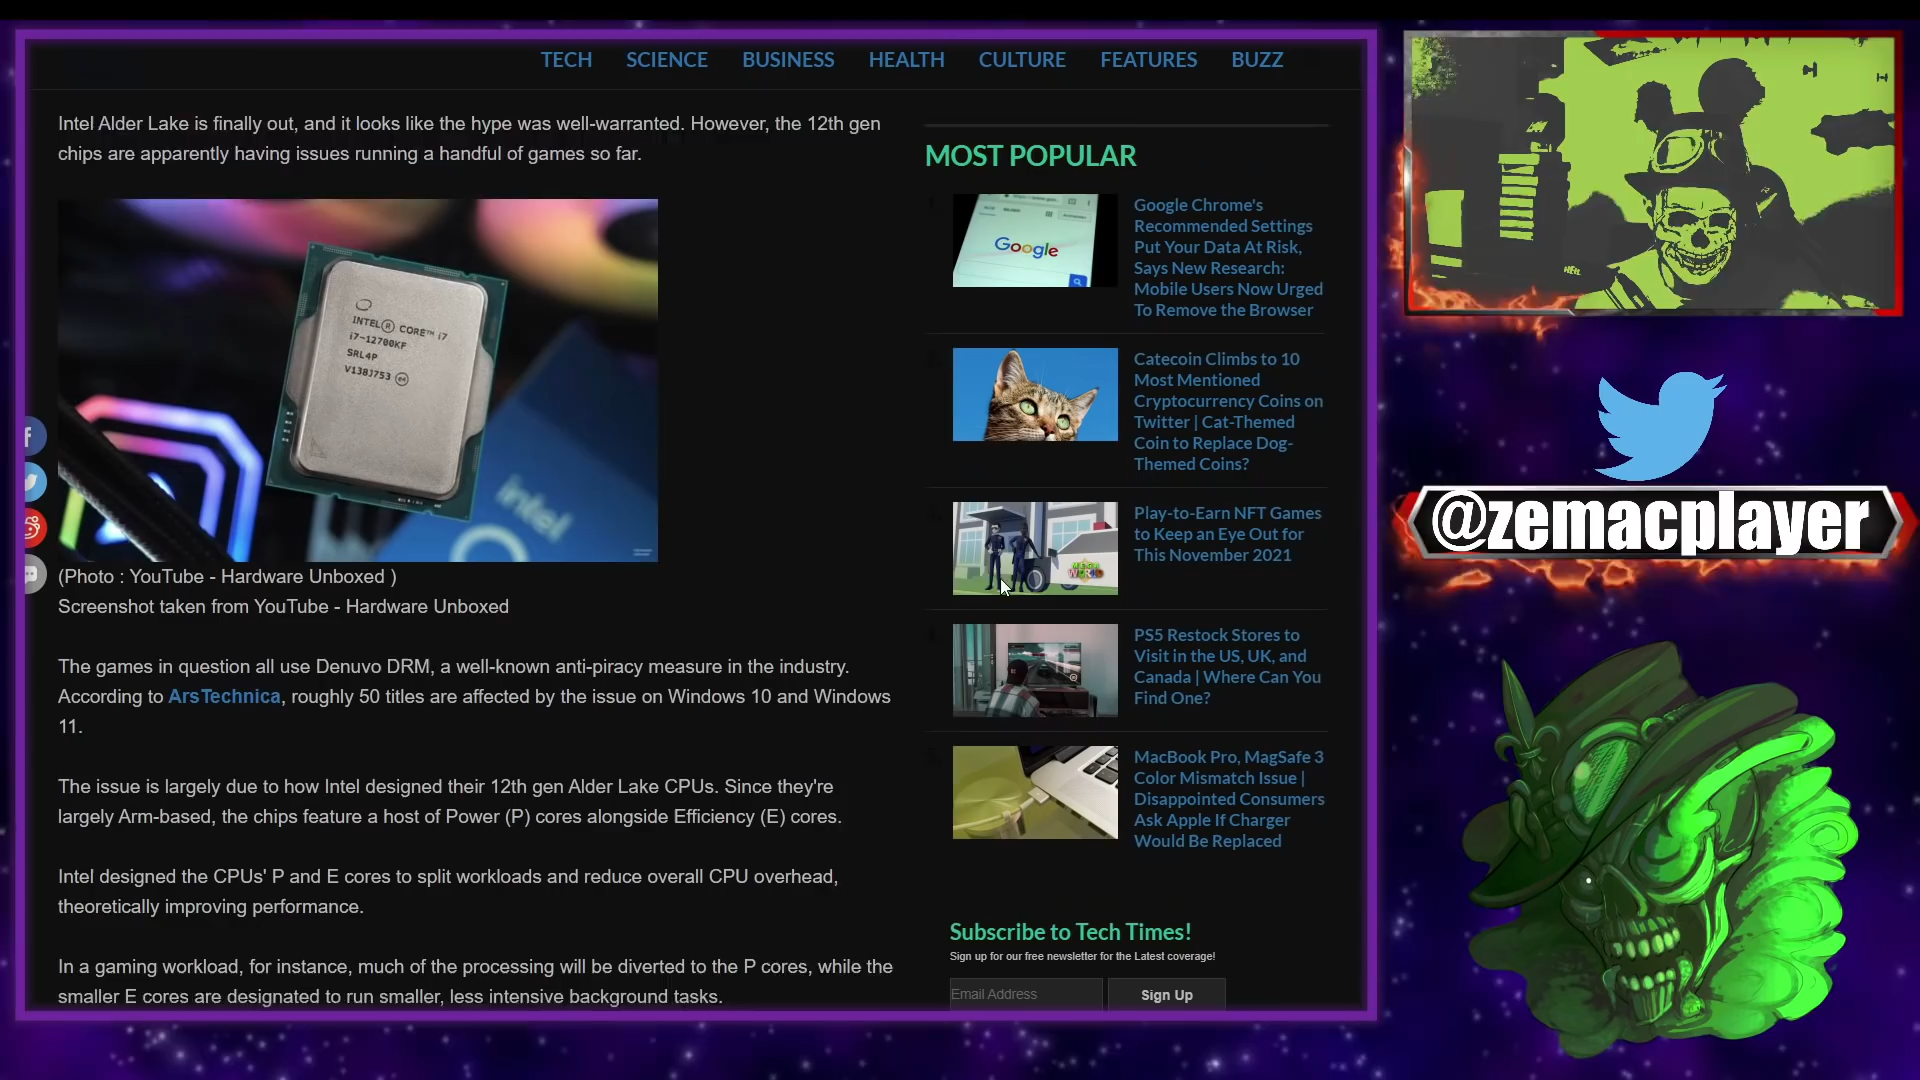 TECH SCIENCE BUSINESS HEALTH CULTURE FEATURES BUZZ
Intel Alder Lake is finally out, and it looks like the hype was well-warranted. However, the 12th gen
chips are apparently having issues running a handful of games so far.
INTEL® CORE™ i7
i7-12700KF
SRL4P
V138J753 e4
intel
(Photo : YouTube - Hardware Unboxed )
Screenshot taken from YouTube - Hardware Unboxed
The games in question all use Denuvo DRM, a well-known anti-piracy measure in the industry.
According to ArsTechnica, roughly 50 titles are affected by the issue on Windows 10 and Windows
11.
The issue is largely due to how Intel designed their 12th gen Alder Lake CPUs. Since they're
largely Arm-based, the chips feature a host of Power (P) cores alongside Efficiency (E) cores.
Intel designed the CPUs' P and E cores to split workloads and reduce overall CPU overhead,
theoretically improving performance.
In a gaming workload, for instance, much of the processing will be diverted to the P cores, while the
smaller E cores are designated to run smaller, less intensive background tasks.
MOST POPULAR
Google
Google Chrome's
Recommended Settings
Put Your Data At Risk,
Says New Research:
Mobile Users Now Urged
To Remove the Browser
Catecoin Climbs to 10
Most Mentioned
Cryptocurrency Coins on
Twitter | Cat-Themed
Coin to Replace Dog-
Themed Coins?
WORLD
Play-to-Earn NFT Games
to Keep an Eye Out for
This November 2021
PS5 Restock Stores to
Visit in the US, UK, and
Canada | Where Can You
Find One?
MacBook Pro, MagSafe 3
Color Mismatch Issue |
Disappointed Consumers
Ask Apple If Charger
Would Be Replaced
Subscribe to Tech Times!
Sign up for our free newsletter for the Latest coverage!
Email Address
Sign Up
@zemacplayer